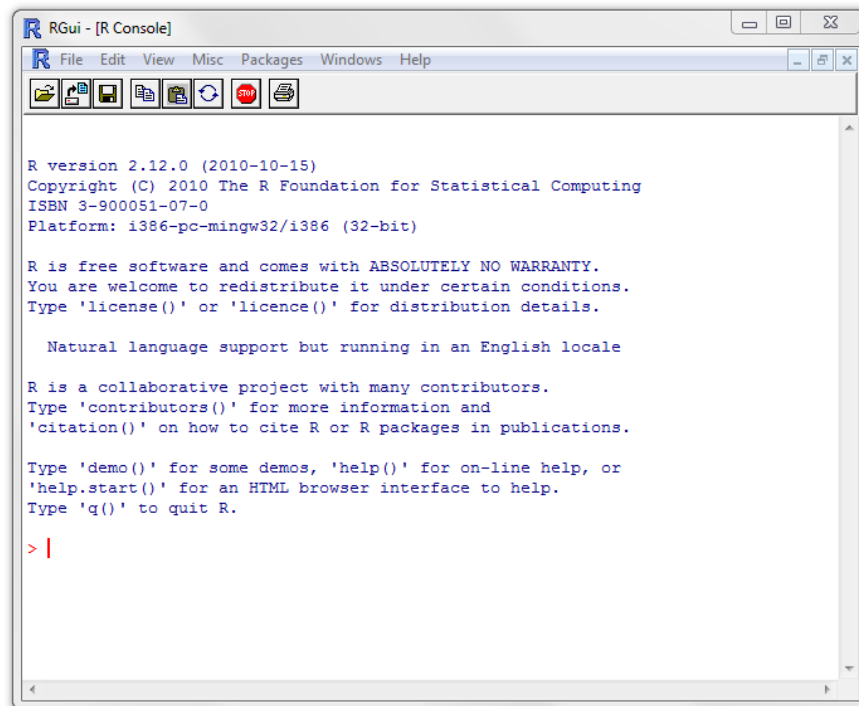 RGui - [R Console]
File Edit View Misc Packages Windows Help
STOP
R version 2.12.0 (2010-10-15)
Copyright (C) 2010 The R Foundation for Statistical Computing
ISBN 3-900051-07-0
Platform: i386-pc-mingw32/i386 (32-bit)
R is free software and comes with ABSOLUTELY NO WARRANTY.
You are welcome to redistribute it under certain conditions.
Type 'license()' or 'licence()' for distribution details.
Natural language support but running in an English locale
R is a collaborative project with many contributors.
Type 'contributors()' for more information and
'citation()' on how to cite R or R packages in publications.
Type 'demo()' for some demos, 'help()' for on-line help, or
'help.start()' for an HTML browser interface to help.
Type 'q()' to quit R.
>